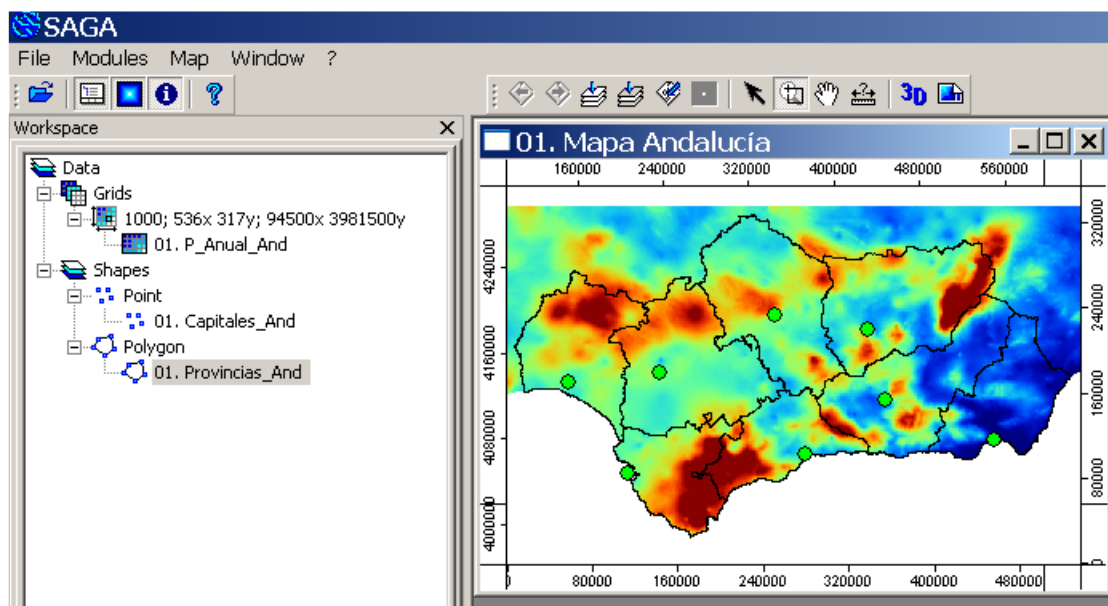 SAGA
File Modules Map Window ?
3D
Workspace
Data
Grids
1000; 536x 317y; 94500x 3981500y
01. P_Anual_And
Shapes
Point
01. Capitales_And
Polygon
01. Provincias_And
01. Mapa Andalucía
160000 240000 320000 400000 480000 560000
4240000
4160000
4080000
4000000
320000
240000
160000
80000
0
0 80000 160000 240000 320000 400000 480000